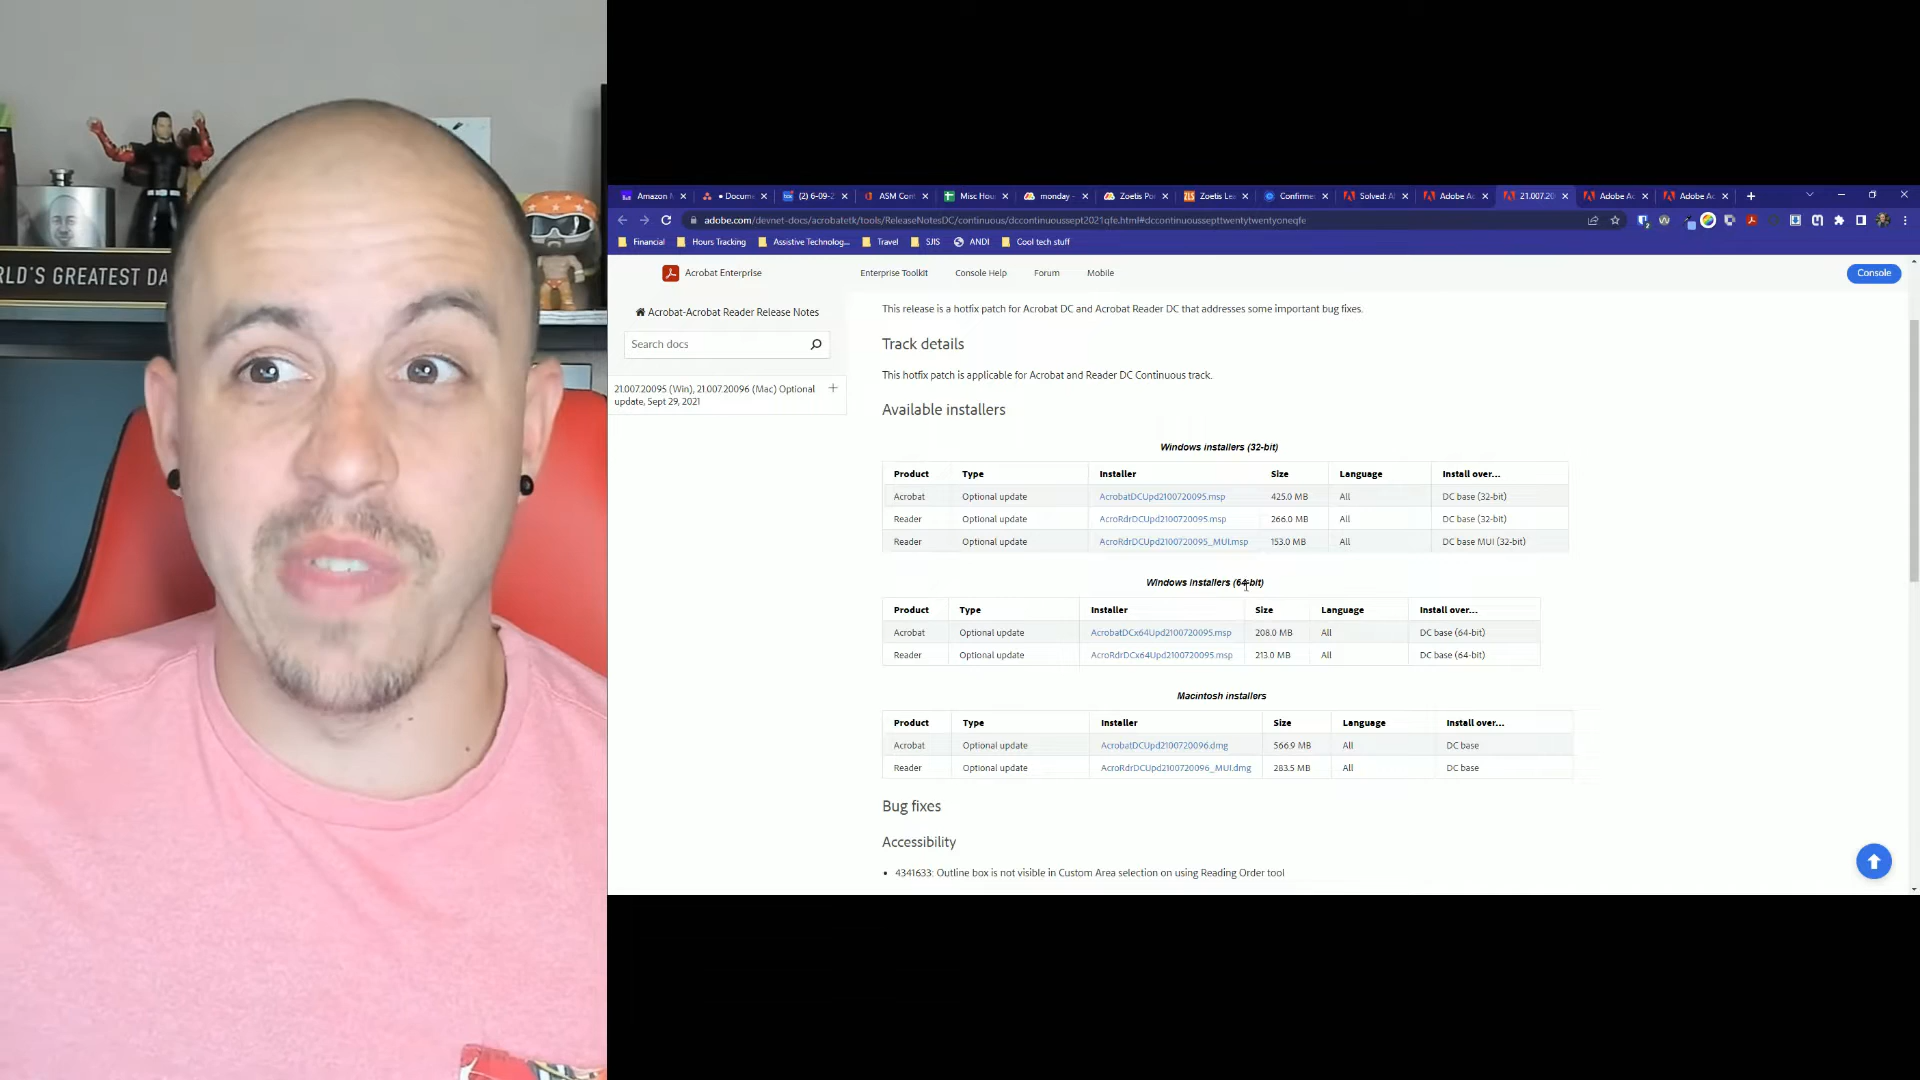 RLD'S GREATEST DA
Amazon M
Docume
(2) 6-09-2
ASM Con
Misc Hou
monday -
Zoetis Po
Zoetis Le
Confirme
Solved: A
Adobe Ac
21.007.20
Adobe Ac
Adobe Ac
adobe.com/devnet-docs/acrobatetk/tools/ReleaseNotesDC/continuous/dccontinuoussept2021qfe.html#dccontinuousseptwentytwentyoneqfe
Financial
Hours Tracking
Assistive Technolog...
Travel
SJIS
ANDI
Cool tech stuff
Acrobat Enterprise
Enterprise Toolkit
Console Help
Forum
Mobile
Console
Acrobat-Acrobat Reader Release Notes
Search docs
21.007.20095 (Win), 21.007.20096 (Mac) Optional
update, Sept 29, 2021
This release is a hotfix patch for Acrobat DC and Acrobat Reader DC that addresses some important bug fixes.
Track details
This hotfix patch is applicable for Acrobat and Reader DC Continuous track.
Available installers
Windows installers (32-bit)
Product Type Installer Size Language Install over...
Acrobat Optional update AcrobatDCUpd2100720095.msp 425.0 MB All DC base (32-bit)
Reader Optional update AcroRdrDCUpd2100720095.msp 266.0 MB All DC base (32-bit)
Reader Optional update AcroRdrDCUpd2100720095_MUI.msp 153.0 MB All DC base MUI (32-bit)
Windows installers (64-bit)
Product Type Installer Size Language Install over...
Acrobat Optional update AcrobatDCx64Upd2100720095.msp 208.0 MB All DC base (64-bit)
Reader Optional update AcroRdrDCx64Upd2100720095.msp 213.0 MB All DC base (64-bit)
Macintosh installers
Product Type Installer Size Language Install over...
Acrobat Optional update AcrobatDCUpd2100720096.dmg 566.9 MB All DC base
Reader Optional update AcroRdrDCUpd2100720096_MUI.dmg 283.5 MB All DC base
Bug fixes
Accessibility
4341633: Outline box is not visible in Custom Area selection on using Reading Order tool